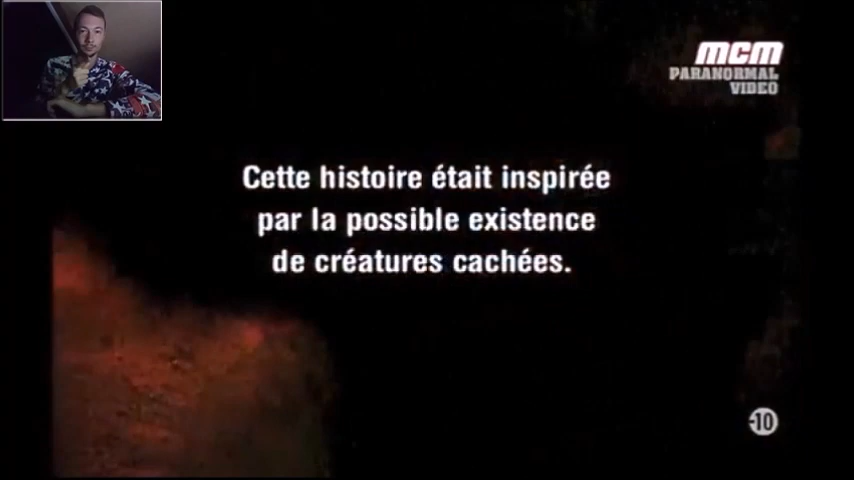 mcm
PARANORMAL
VIDEO
Cette histoire était inspirée
par la possible existence
de créatures cachées.
-10